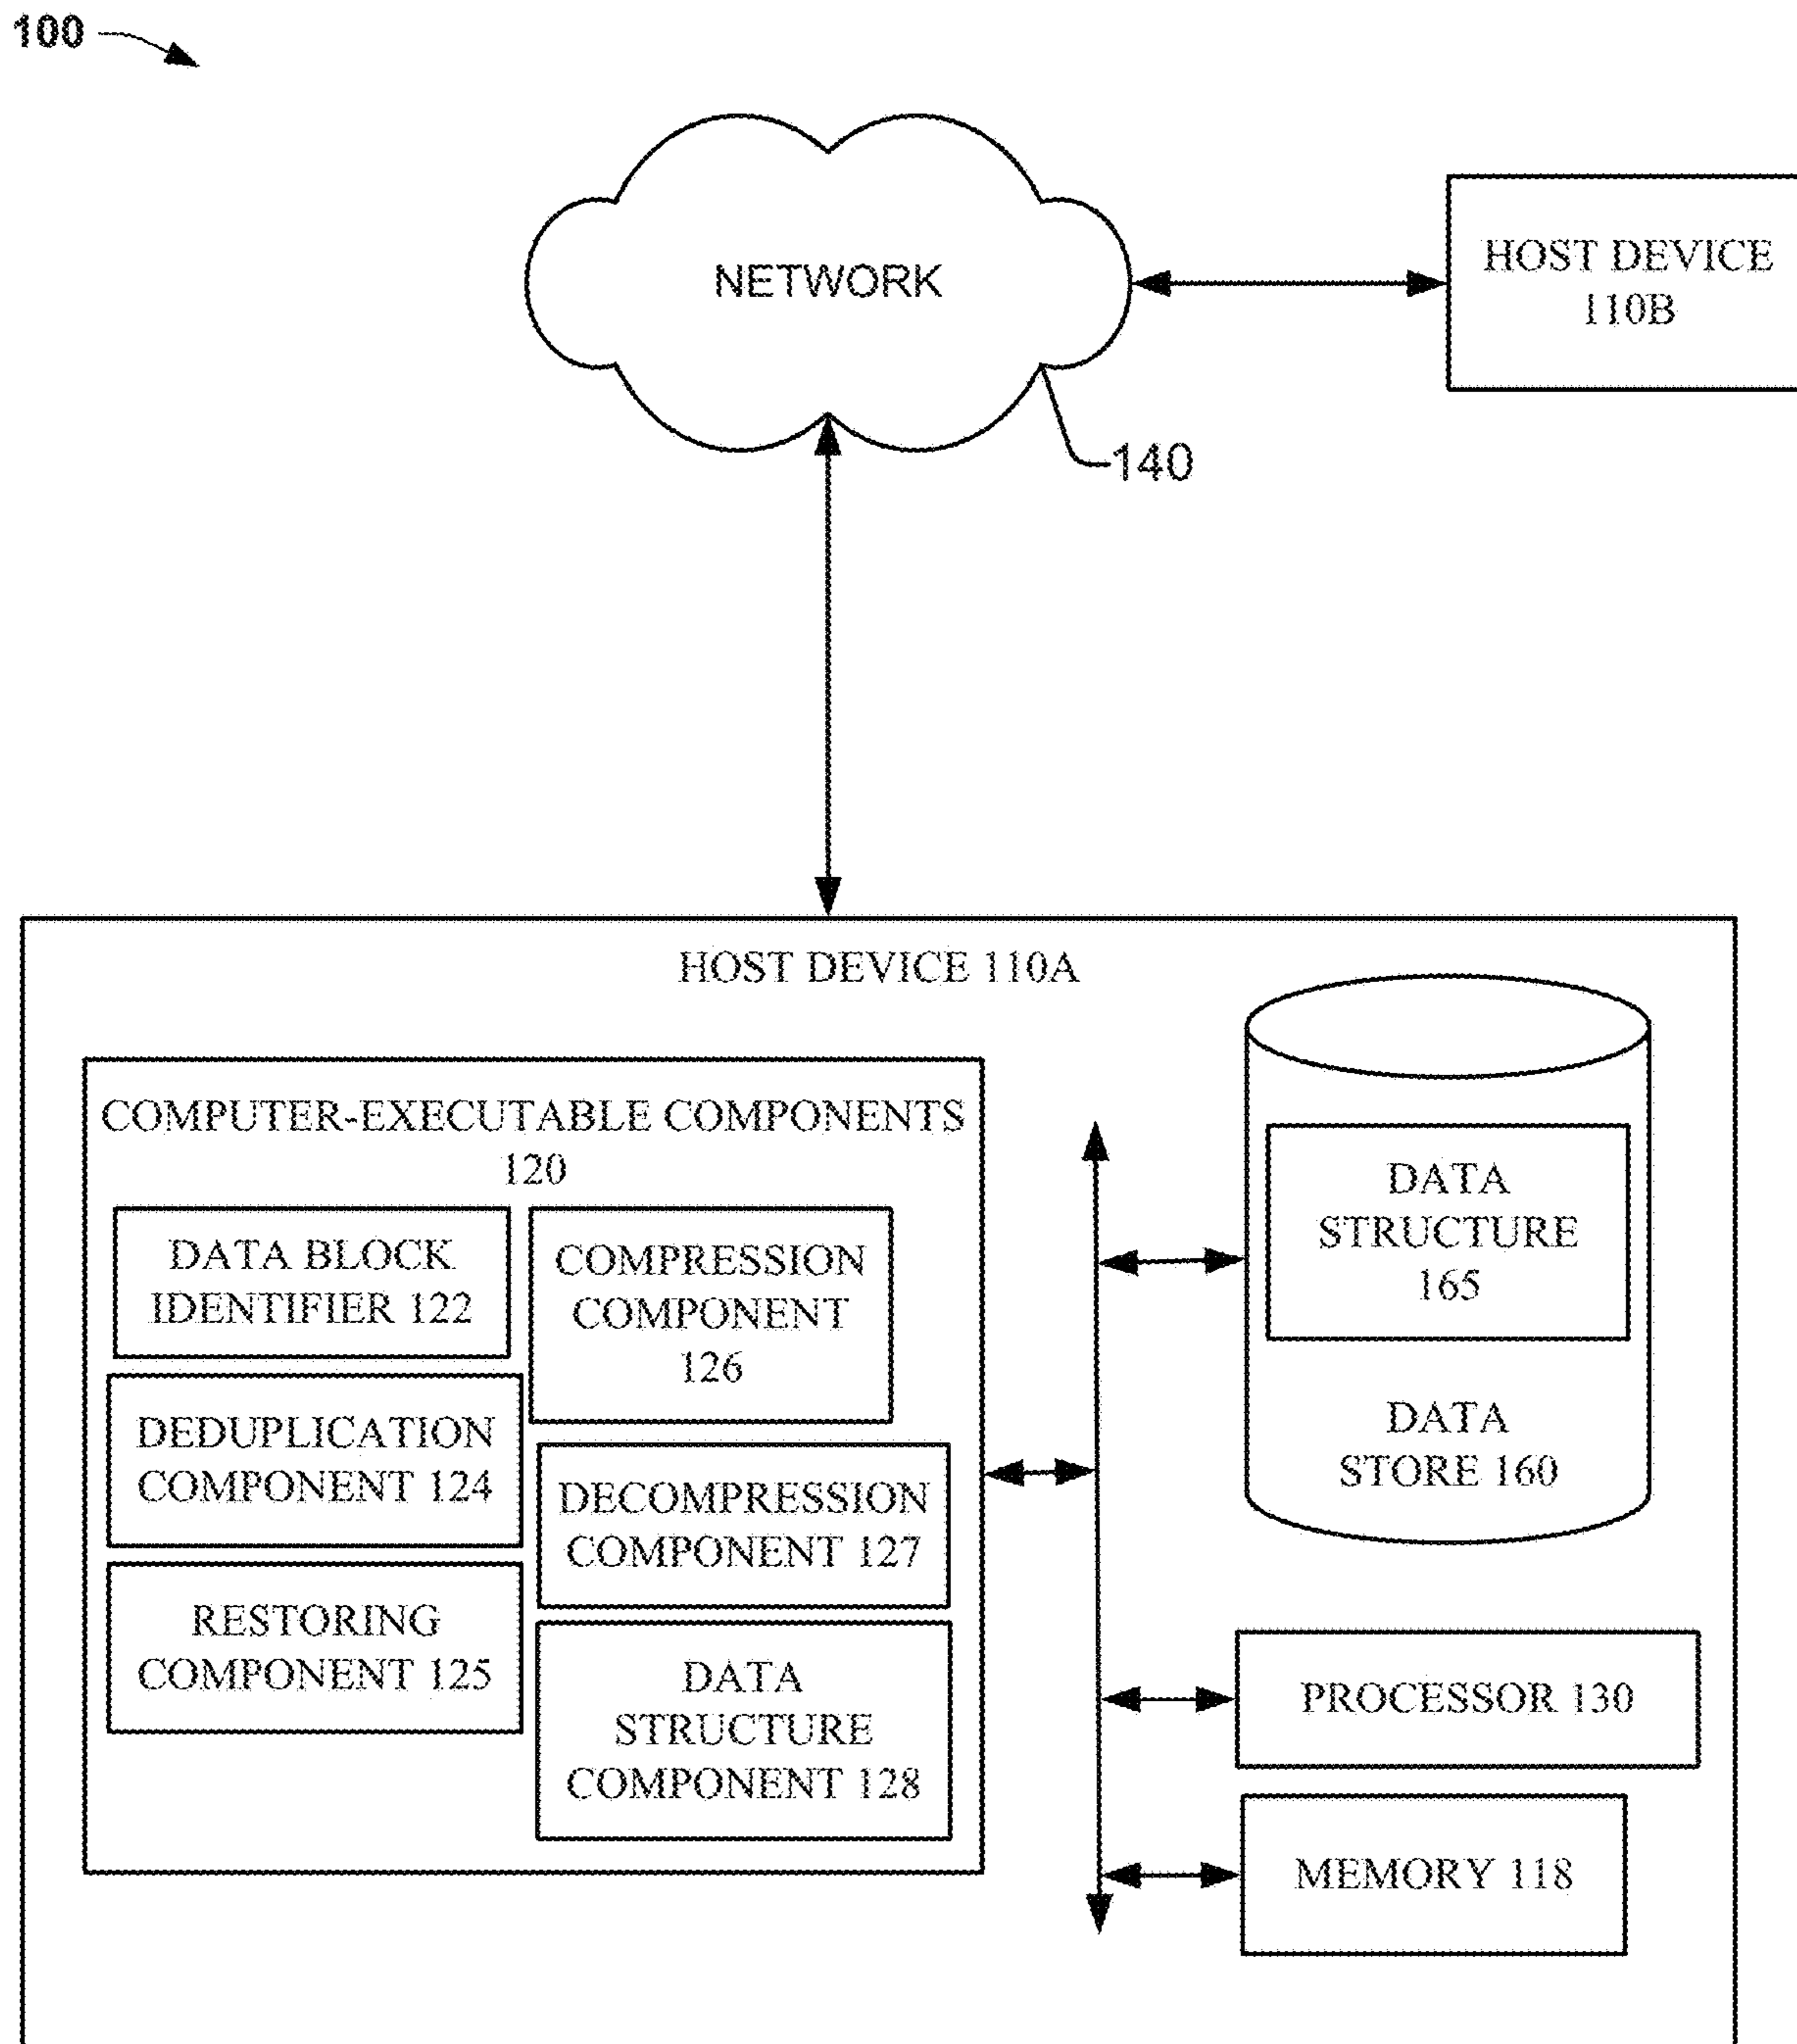 100
NETWORK
HOST DEVICE
110B
140
HOST DEVICE 110A
COMPUTER-EXECUTABLE COMPONENTS
120
DATA BLOCK
IDENTIFIER 122
COMPRESSION
COMPONENT
126
DEDUPLICATION
COMPONENT 124
DECOMPRESSION
COMPONENT 127
RESTORING
COMPONENT 125
DATA
STRUCTURE
COMPONENT 128
DATA
STRUCTURE
165
DATA
STORE 160
PROCESSOR 130
MEMORY 118